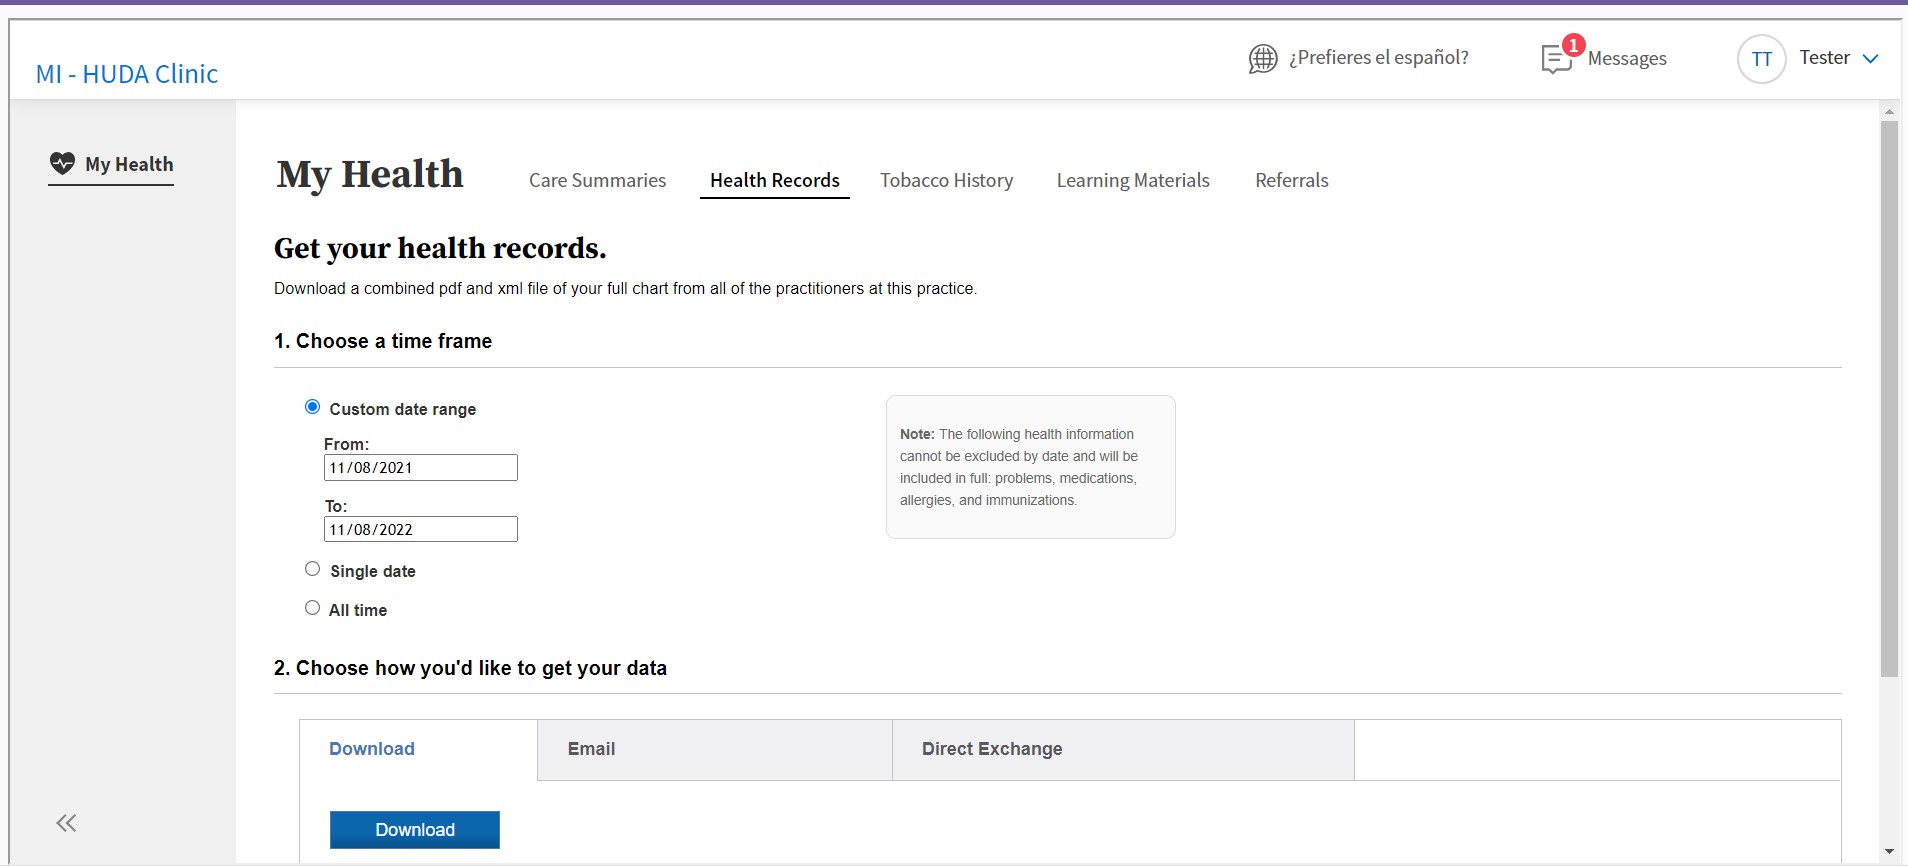 MI - HUDA Clinic
¿Prefieres el español?
1
Messages
TT
Tester
My Health
My Health
Care Summaries
Health Records
Tobacco History
Learning Materials
Referrals
Get your health records.
Download a combined pdf and xml file of your full chart from all of the practitioners at this practice.
1. Choose a time frame
Custom date range
From:
11/08/2021
To:
11/08/2022
Single date
All time
Note: The following health information
cannot be excluded by date and will be
included in full: problems, medications,
allergies, and immunizations.
2. Choose how you'd like to get your data
Download
Email
Direct Exchange
Download